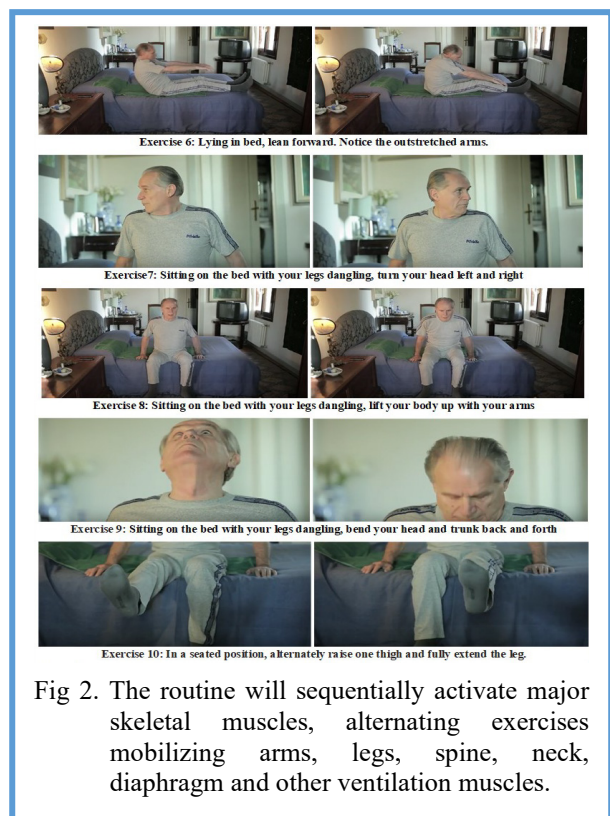 Exercise 6: Lying in bed, lean forward. Notice the outstretched arms.
Exercise7: Sitting on the bed with your legs dangling, turn your head left and right
Exercise 8: Sitting on the bed with your legs dangling, lift your body up with your arms
Exercise 9: Sitting on the bed with your legs dangling, bend your head and trunk back and forth
Exercise 10: In a seated position, alternately raise one thigh and fully extend the leg.
Fig 2. The routine will sequentially activate major
skeletal muscles, alternating exercises
mobilizing arms, legs, spine, neck,
diaphragm and other ventilation muscles.